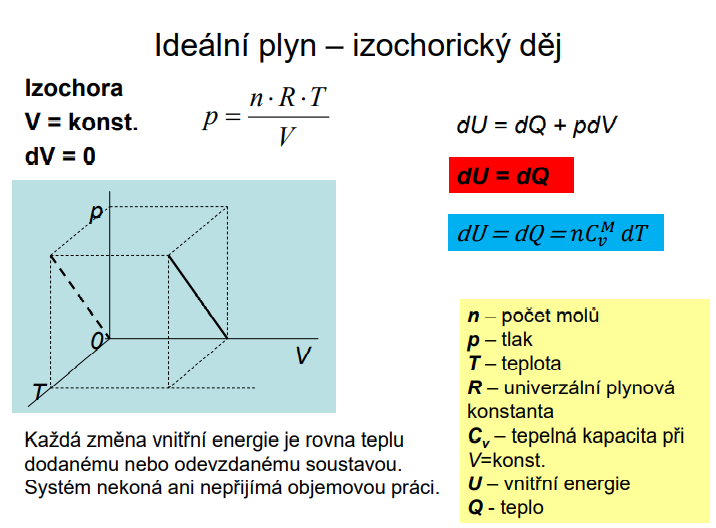 Ideální plyn – izochorický děj
Izochora
V = konst.
dV = 0
p = n · R · T / V
dU = dQ + pdV
dU = dQ
dU = dQ = nC_v^M dT
p
0
V
T
n – počet molů
p – tlak
T – teplota
R – univerzální plynová
konstanta
C_v – tepelná kapacita při
V=konst.
U – vnitřní energie
Q - teplo
Každá změna vnitřní energie je rovna teplu
dodanému nebo odevzdanému soustavou.
Systém nekoná ani nepřijímá objemovou práci.